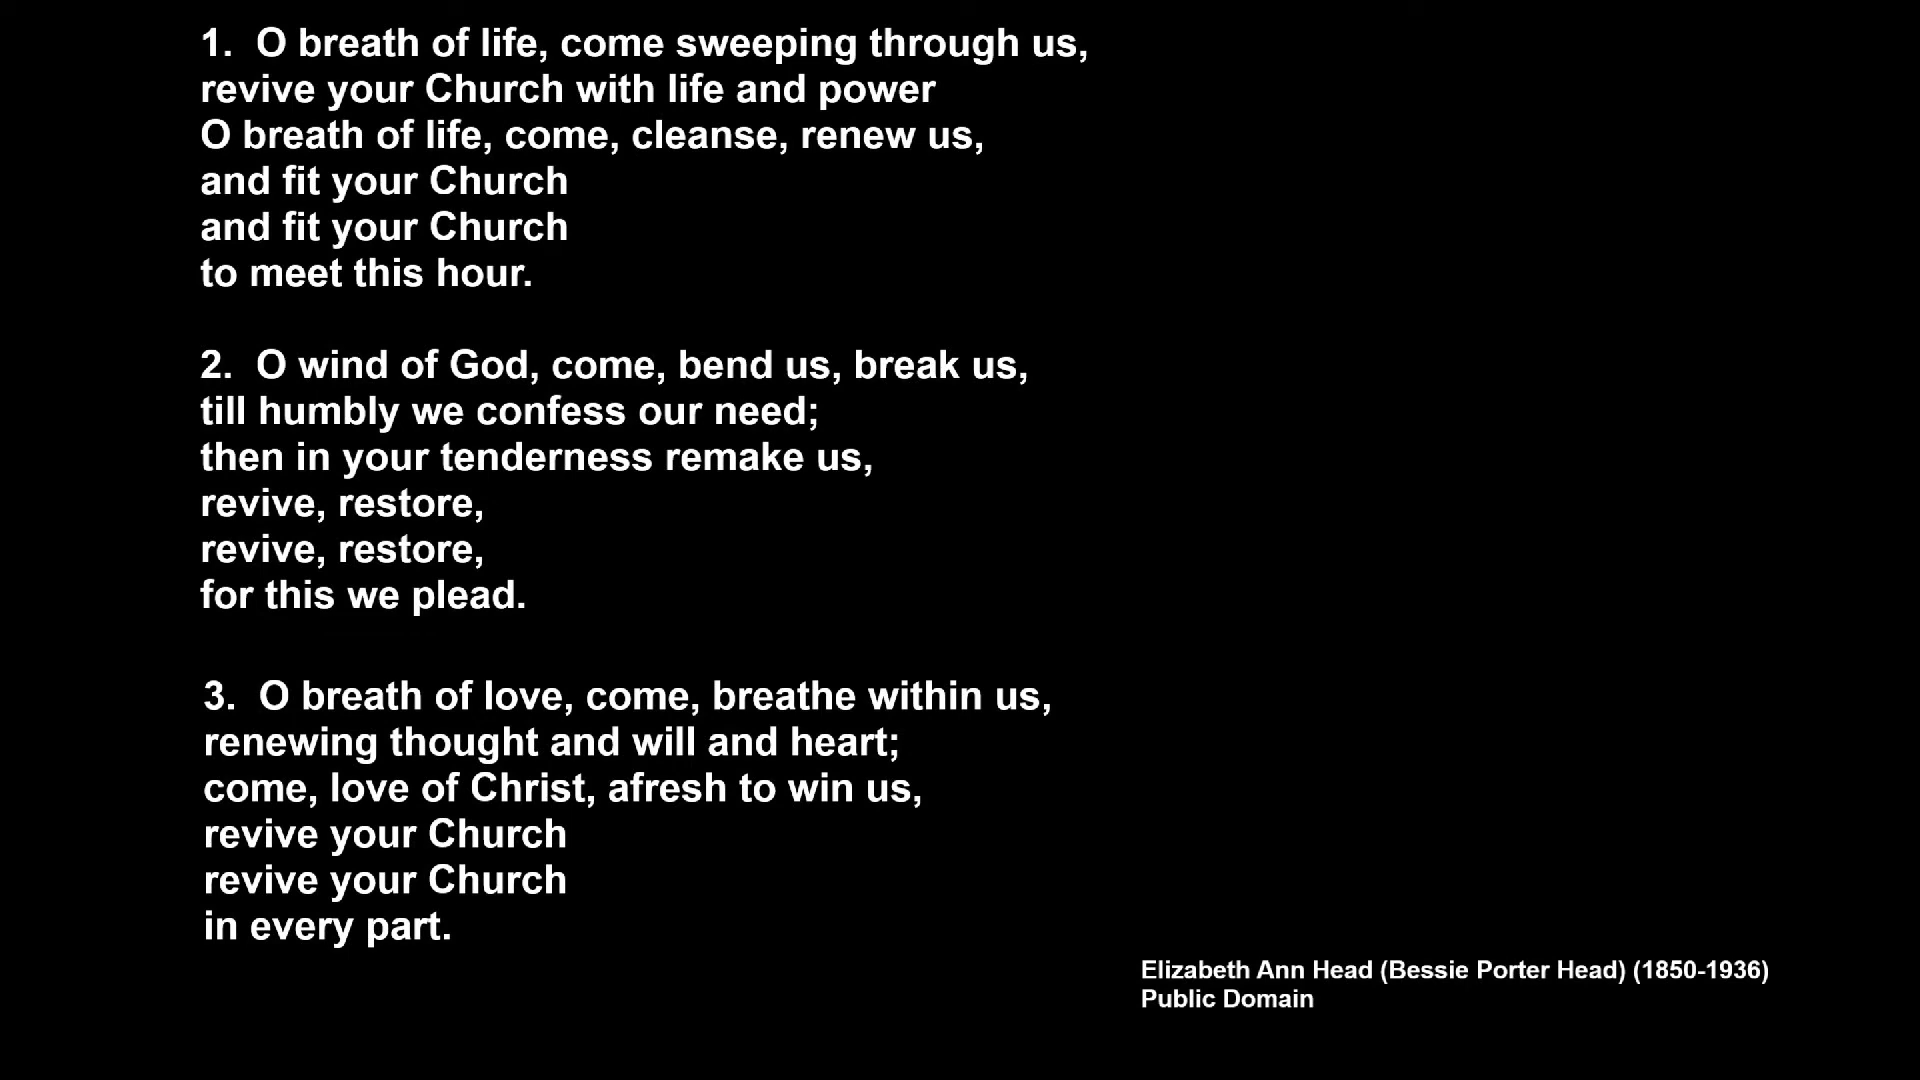 1.  O breath of life, come sweeping through us,
revive your Church with life and power
O breath of life, come, cleanse, renew us,
and fit your Church
and fit your Church
to meet this hour.
2.  O wind of God, come, bend us, break us,
till humbly we confess our need;
then in your tenderness remake us,
revive, restore,
revive, restore,
for this we plead.
3.  O breath of love, come, breathe within us,
renewing thought and will and heart;
come, love of Christ, afresh to win us,
revive your Church
revive your Church
in every part.
Elizabeth Ann Head (Bessie Porter Head) (1850-1936)
Public Domain